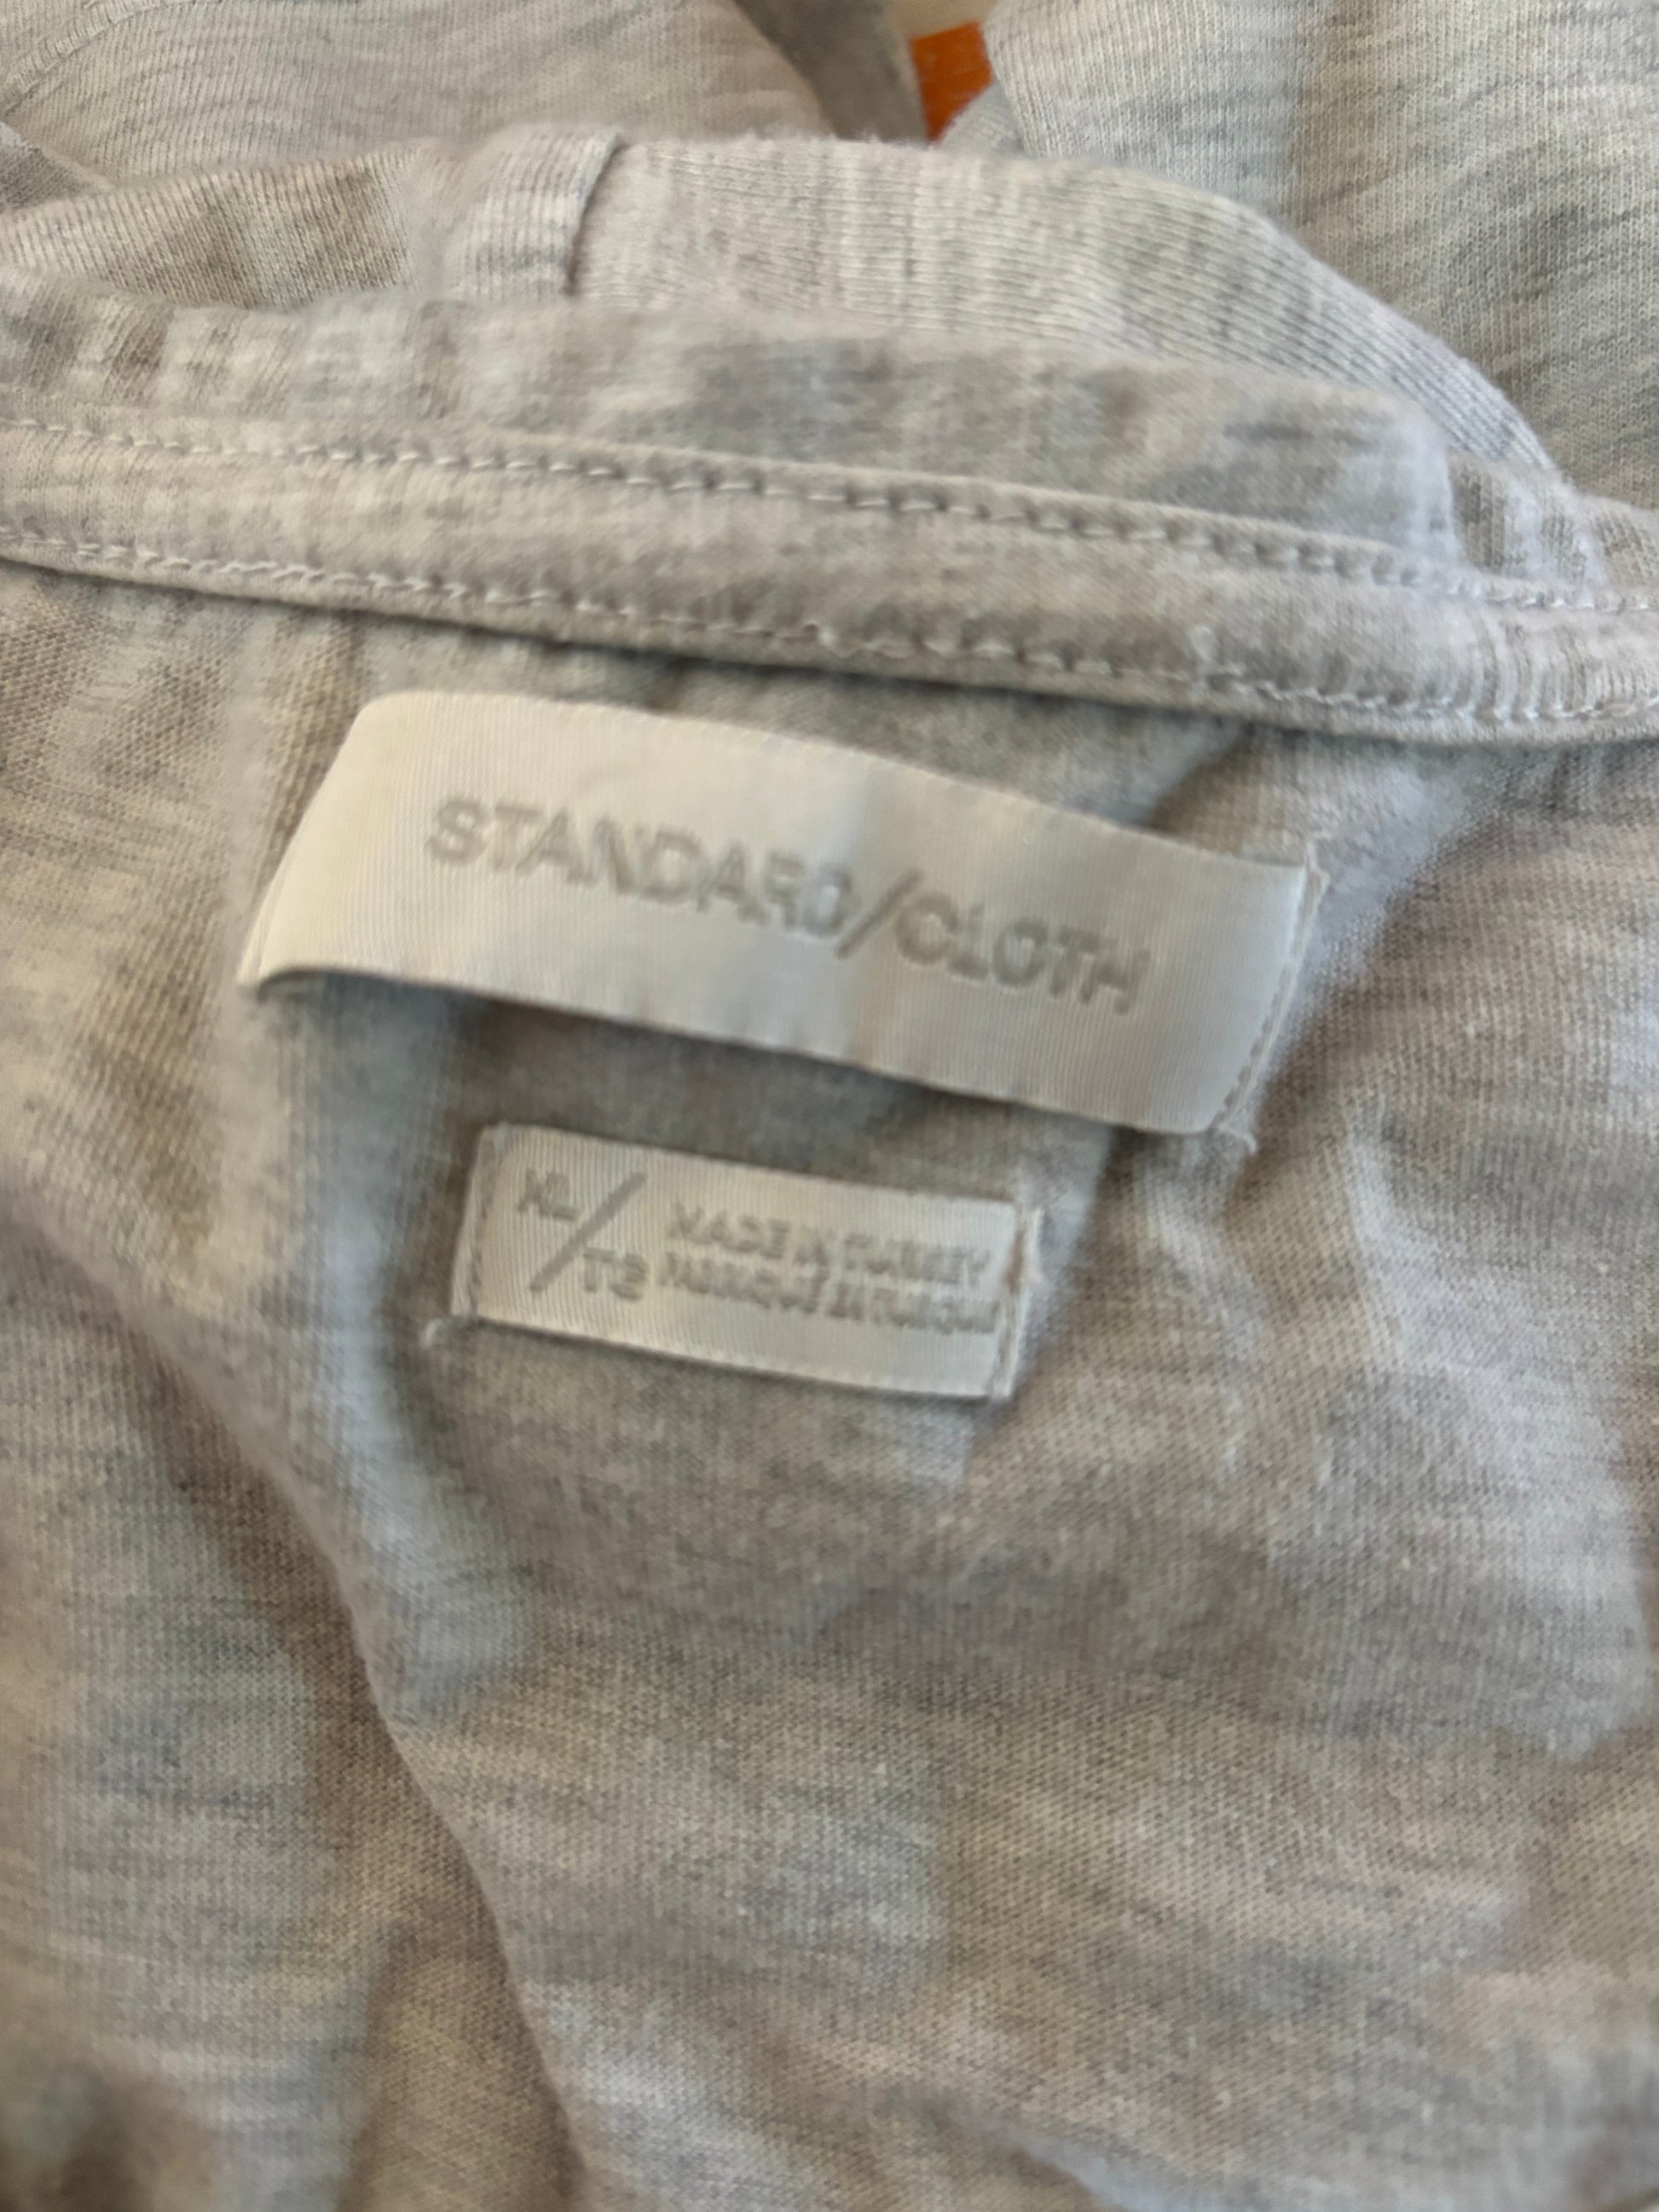 STANDARD/CLOTH
XL/TG
MADE IN TURKEY
FABRIQUÉ EN TURQUIE